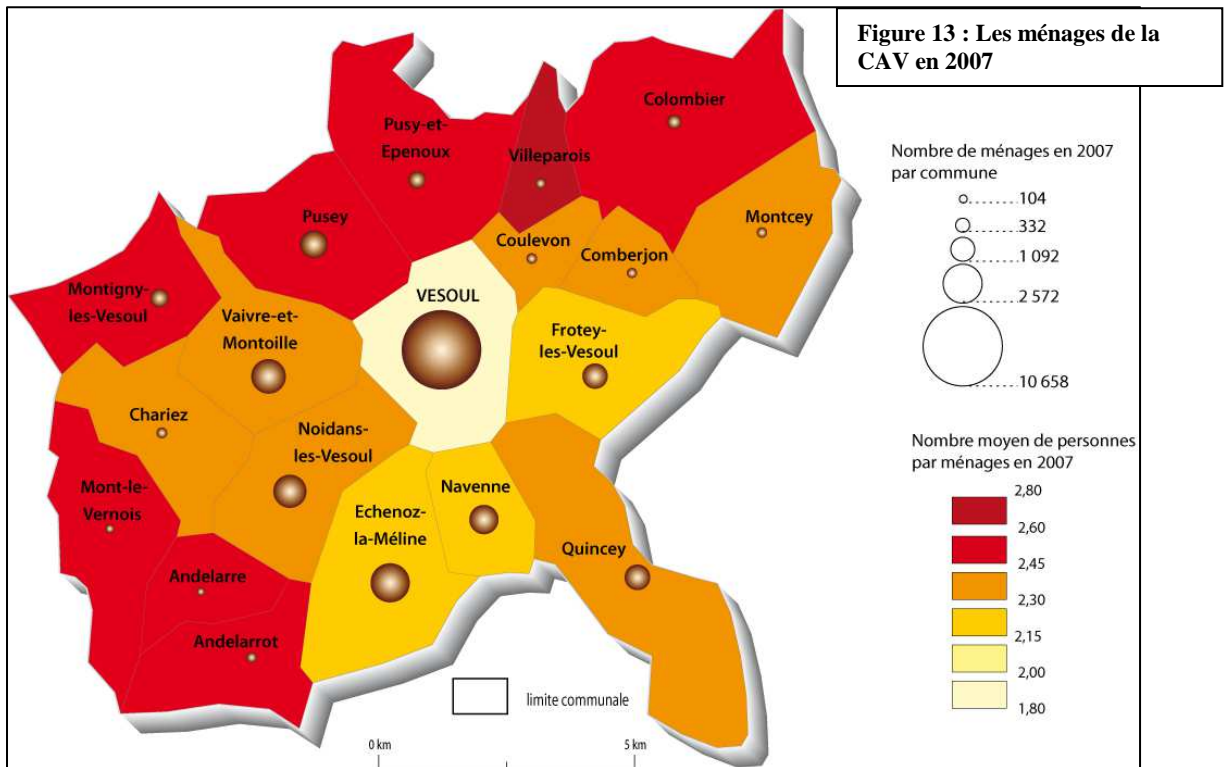 Figure 13 : Les ménages de la
CAV en 2007
Colombier
Pusy-et-
Epenoux
Villeparois
Pusey
Coulevon
Comberjon
Montcey
Montigny-
les-Vesoul
Vaivre-et-
Montoille
VESOUL
Frotey-
les-Vesoul
Chariez
Noidans-
les-Vesoul
Mont-le-
Vernois
Echenoz-
la-Méline
Navenne
Quincey
Andelarre
Andelarrot
Nombre de ménages en 2007
par commune
104
332
1 092
2 572
10 658
Nombre moyen de personnes
par ménages en 2007
2,80
2,60
2,45
2,30
2,15
2,00
1,80
limite communale
0 km
5 km